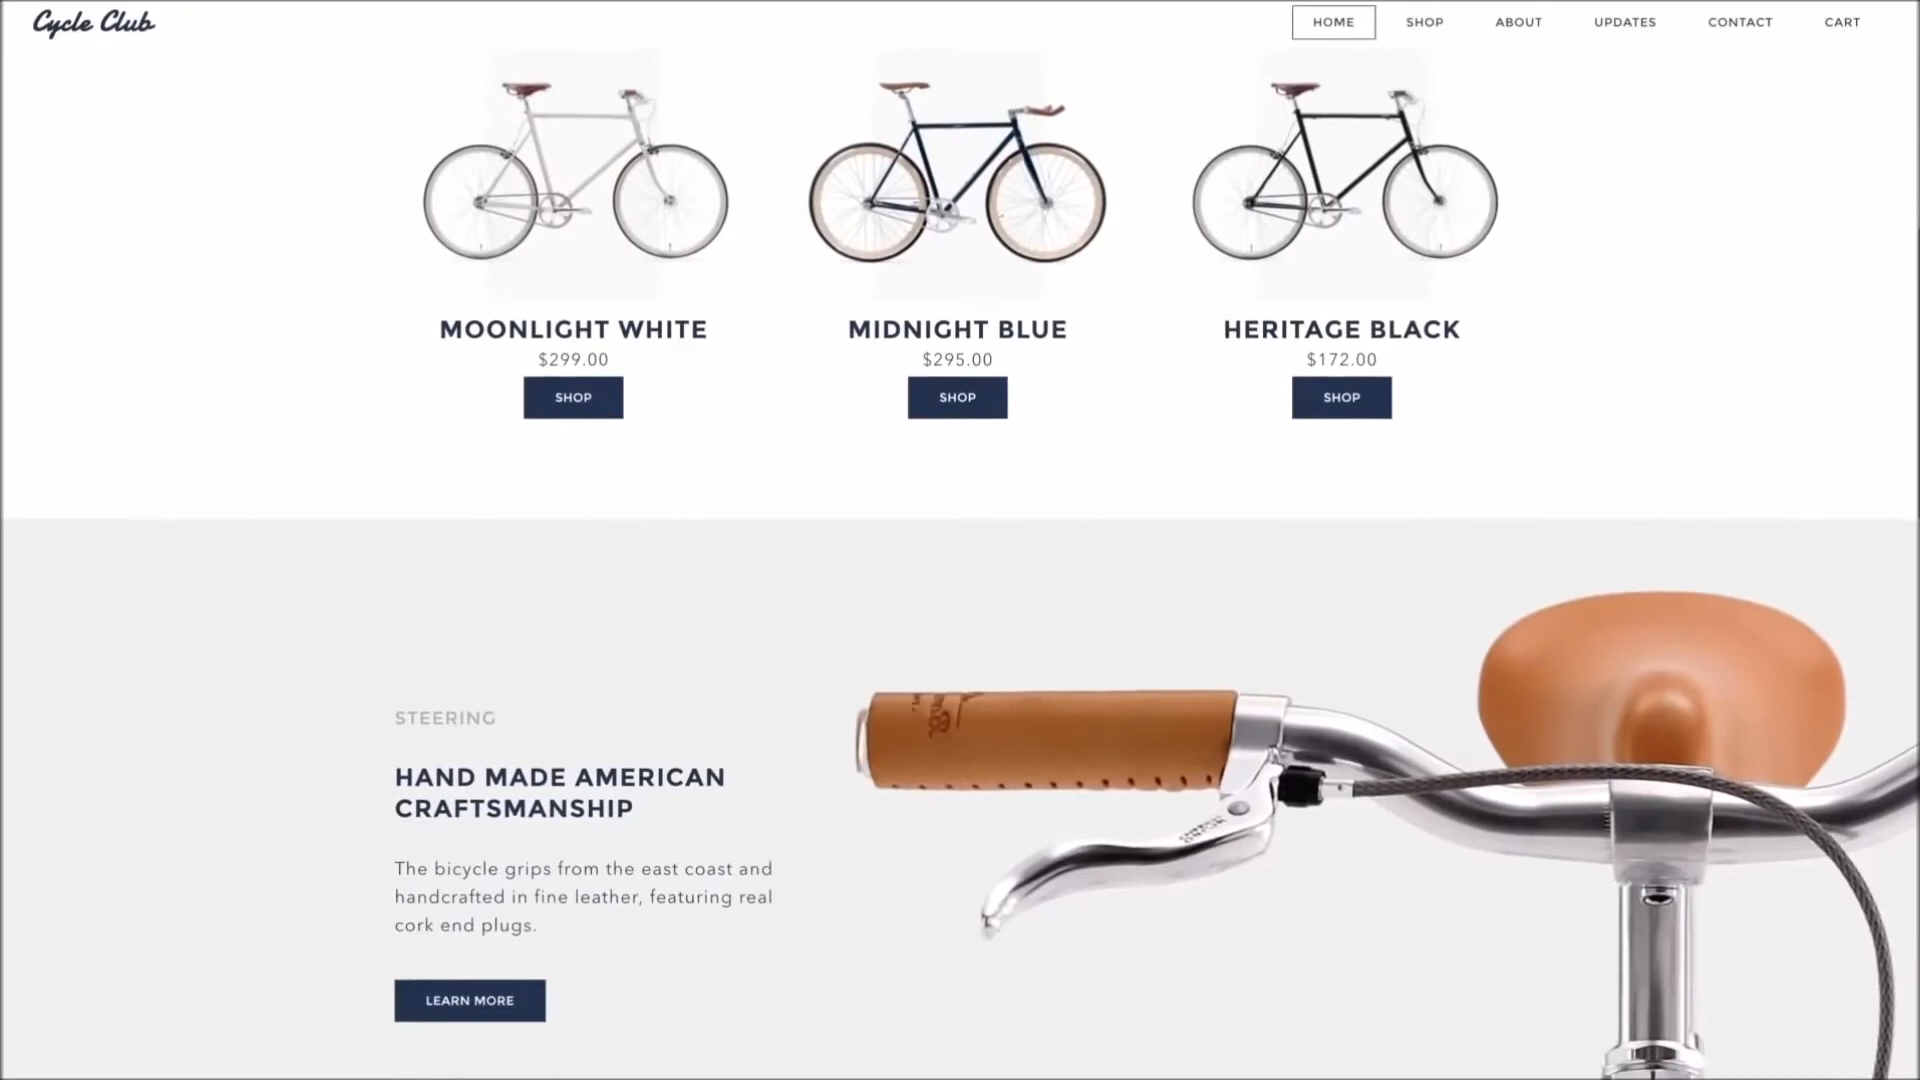 Cycle Club
HOME
SHOP
ABOUT
UPDATES
CONTACT
CART
MOONLIGHT WHITE
$299.00
SHOP
MIDNIGHT BLUE
$295.00
SHOP
HERITAGE BLACK
$172.00
SHOP
STEERING
HAND MADE AMERICAN
CRAFTSMANSHIP
The bicycle grips from the east coast and
handcrafted in fine leather, featuring real
cork end plugs.
LEARN MORE